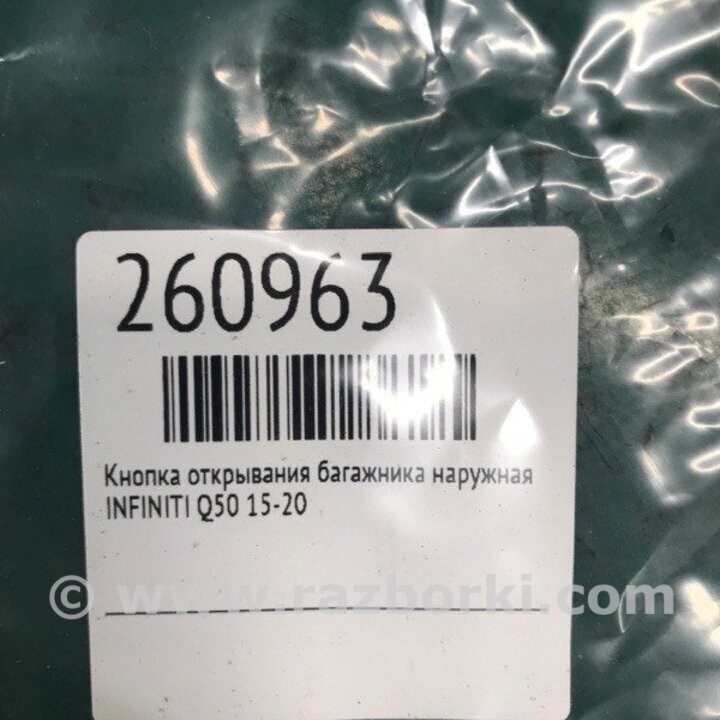 260963
Кнопка открывания багажника наружная
INFINITI Q50 15-20
© www.razborki.com